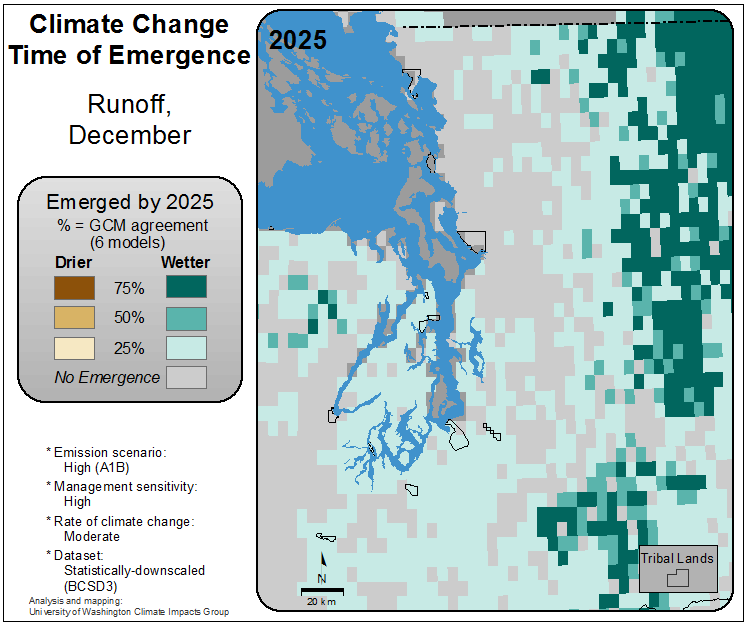 Climate Change
Time of Emergence
Runoff,
December
Emerged by 2025
% = GCM agreement
(6 models)
Drier Wetter
75%
50%
25%
No Emergence
* Emission scenario:
High (A1B)
* Management sensitivity:
High
* Rate of climate change:
Moderate
* Dataset:
Statistically-downscaled
(BCSD3)
Analysis and mapping:
University of Washington Climate Impacts Group
2025
N
20 km
Tribal Lands